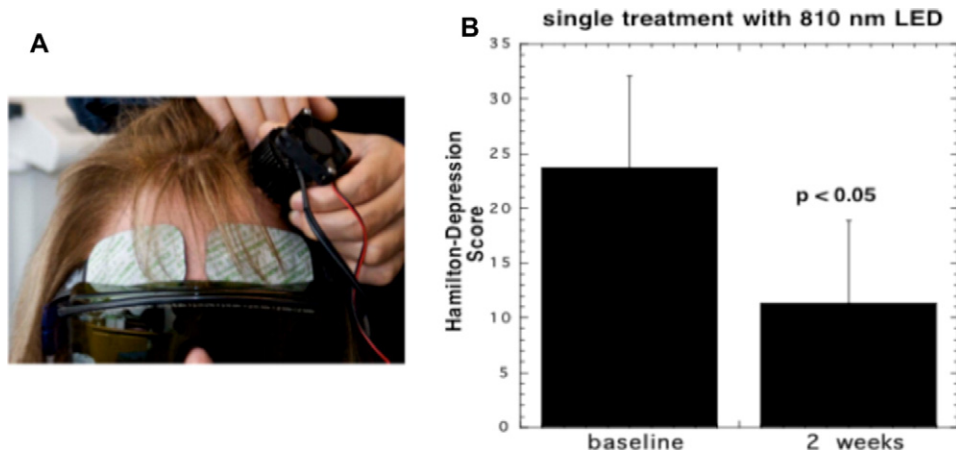 A
B
single treatment with 810 nm LED
Hamilton-Depression
Score
35
30
25
20
15
10
5
0
p < 0.05
baseline
2 weeks